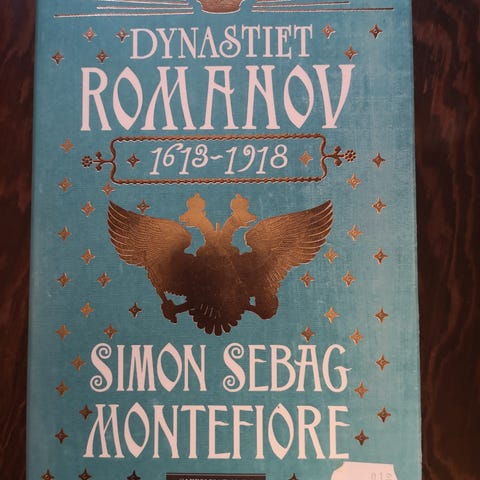 DYNASTIET
ROMANOV
1613-1918
SIMON SEBAG
MONTEFIORE